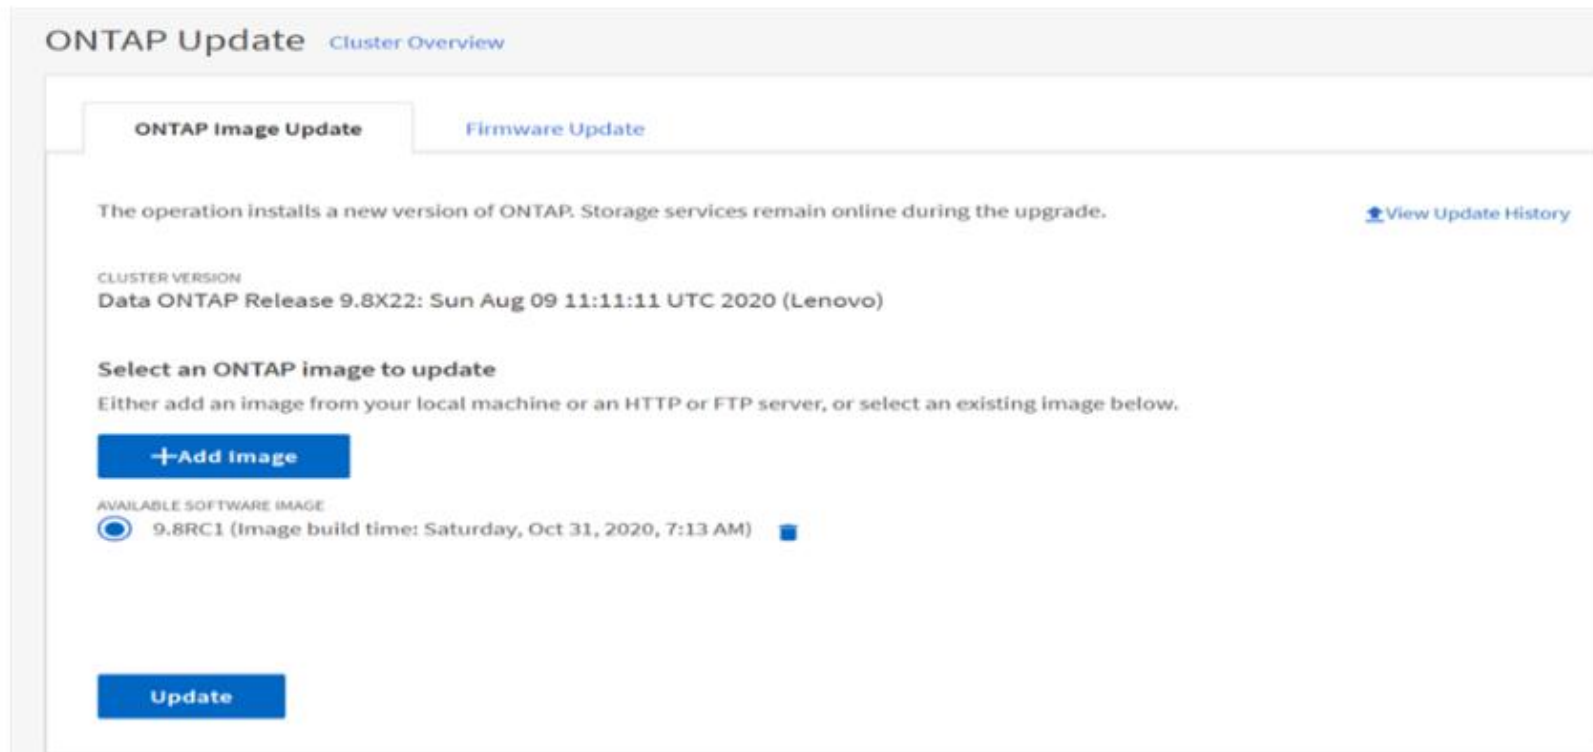 ONTAP Update Cluster Overview
ONTAP Image Update Firmware Update
The operation installs a new version of ONTAP. Storage services remain online during the upgrade. View Update History
CLUSTER VERSION
Data ONTAP Release 9.8X22: Sun Aug 09 11:11:11 UTC 2020 (Lenovo)
Select an ONTAP image to update
Either add an image from your local machine or an HTTP or FTP server, or select an existing image below.
+Add Image
AVAILABLE SOFTWARE IMAGE
9.8RC1 (Image build time: Saturday, Oct 31, 2020, 7:13 AM)
Update